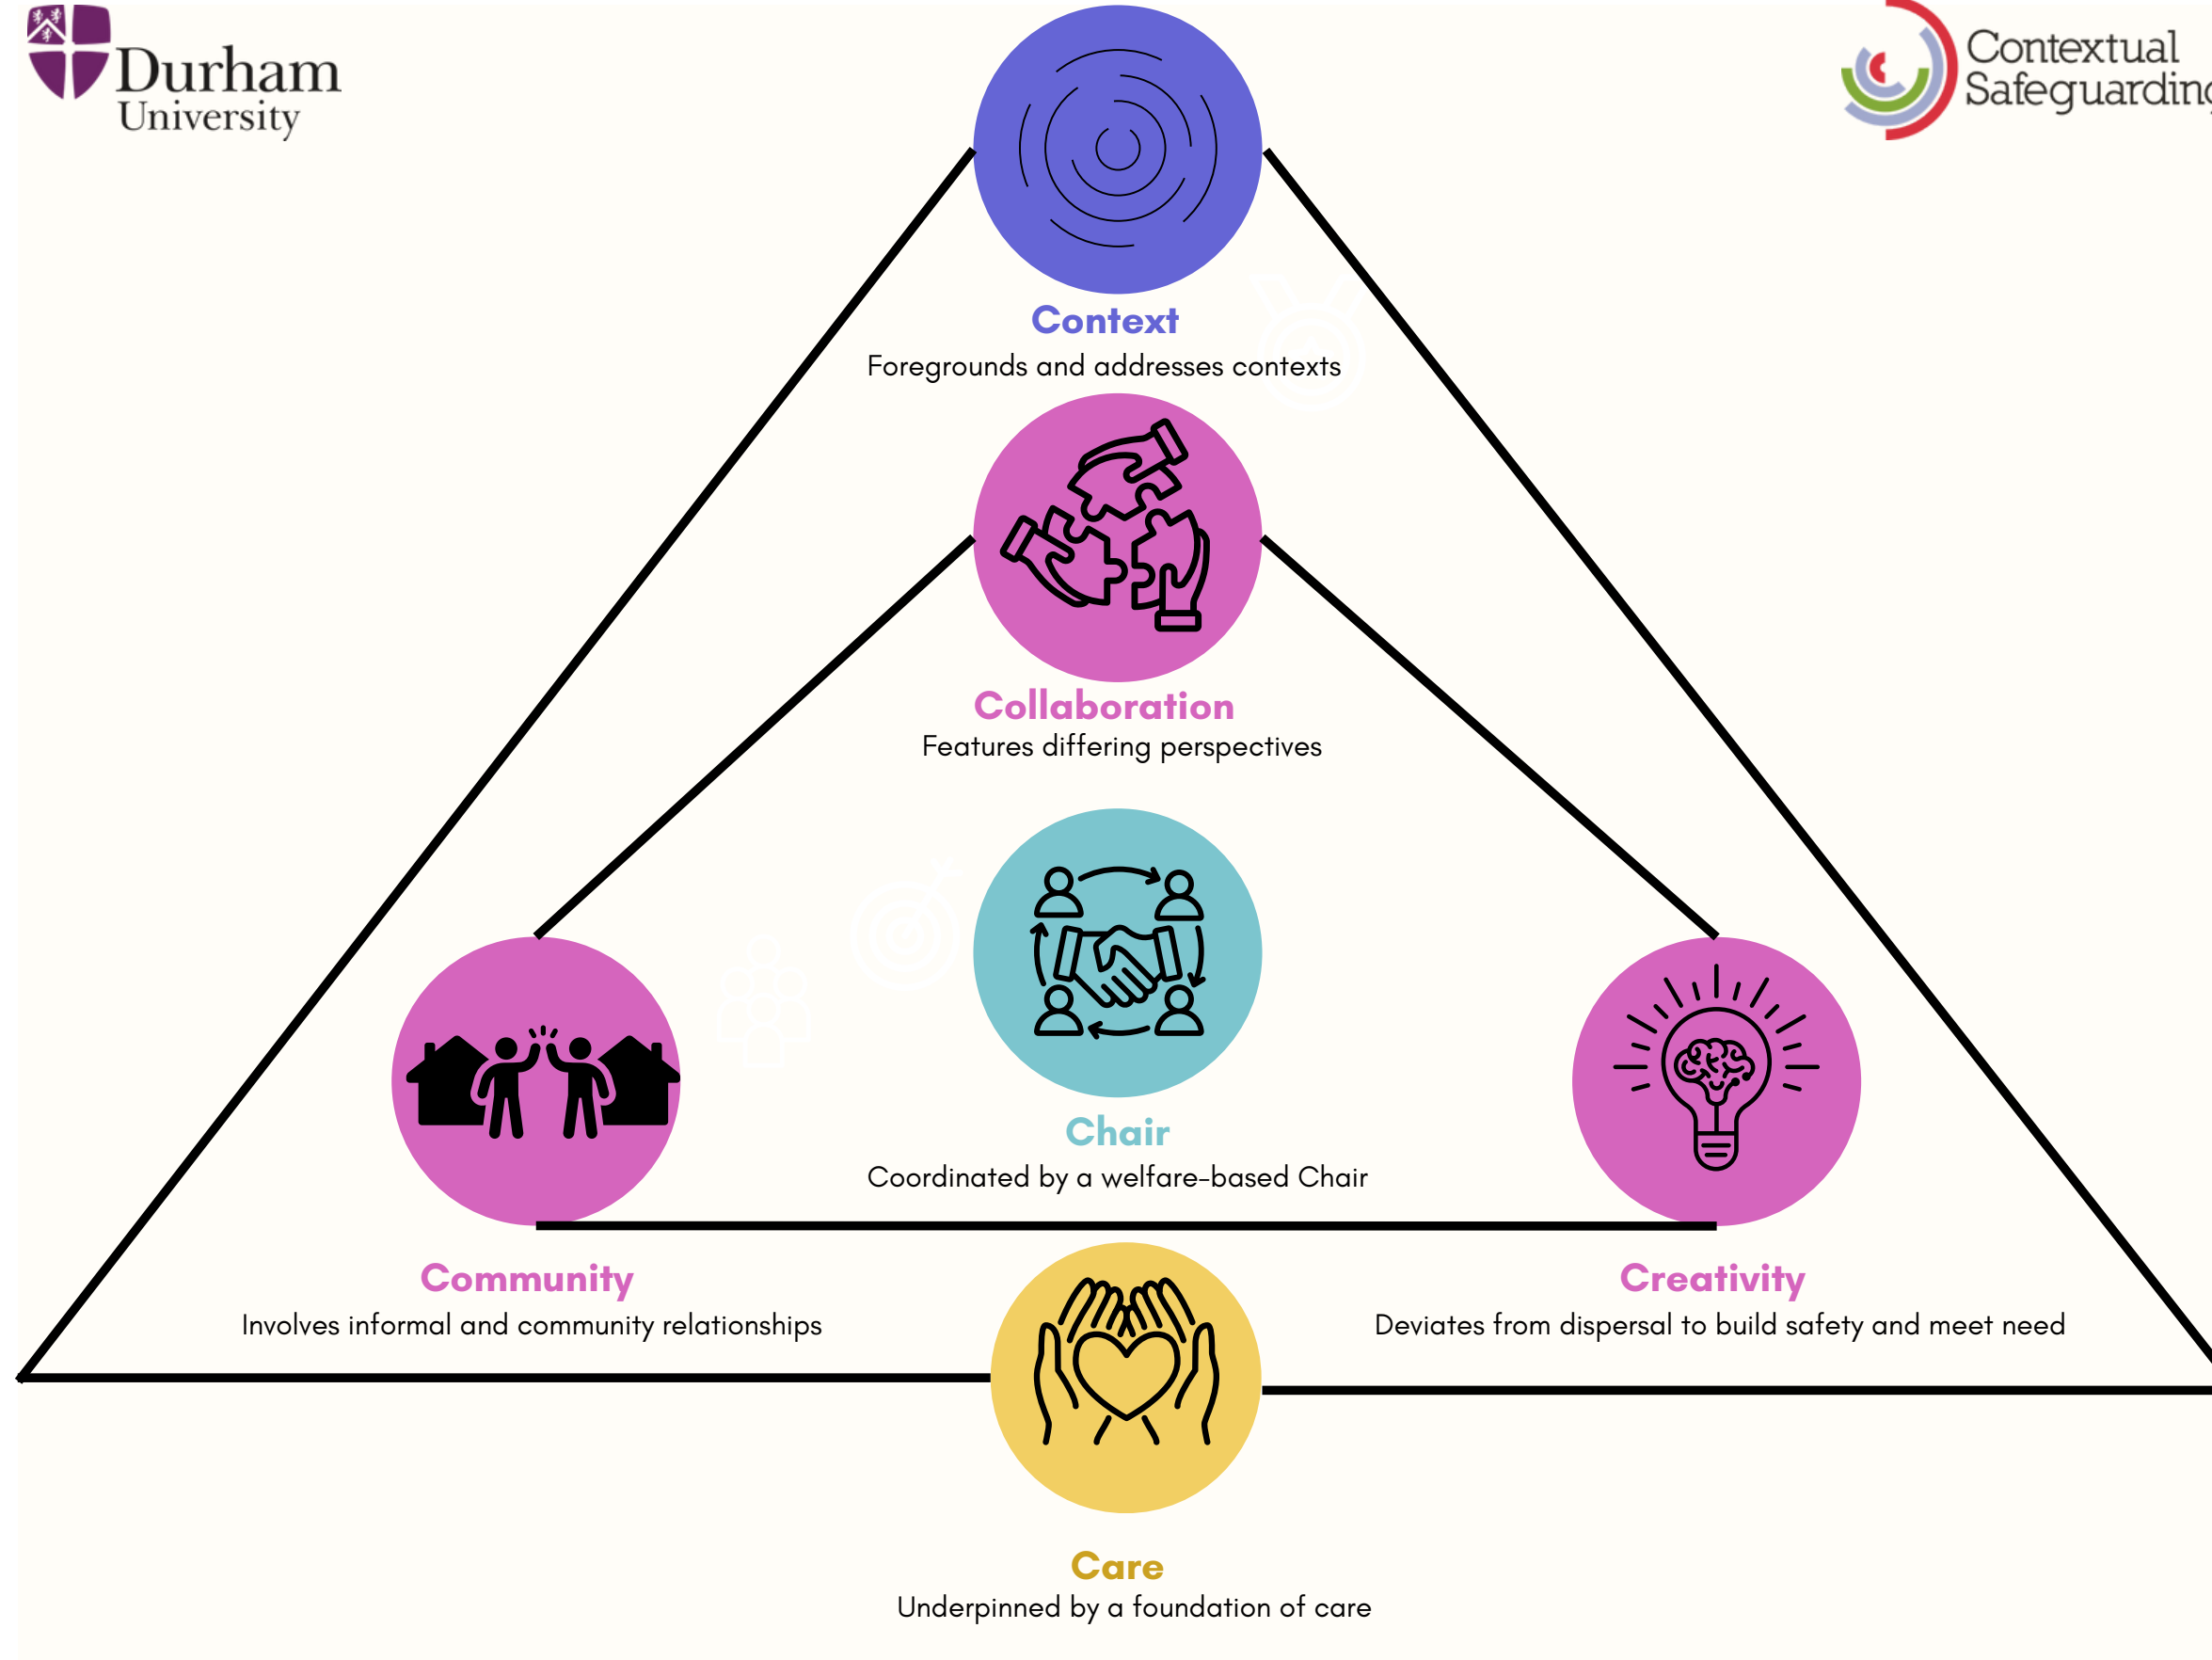 Durham
University
Contextual
Safeguarding
Context
Foregrounds and addresses contexts
Collaboration
Features differing perspectives
Chair
Coordinated by a welfare-based Chair
Community
Involves informal and community relationships
Creativity
Deviates from dispersal to build safety and meet need
Care
Underpinned by a foundation of care